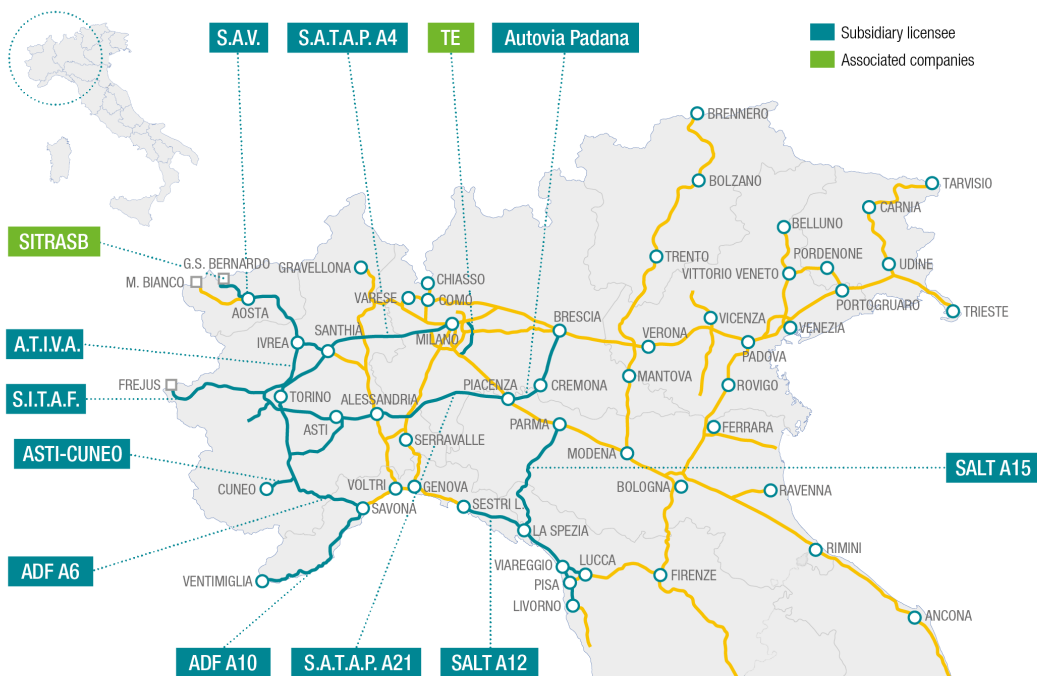 S.A.V.
S.A.T.A.P. A4
TE
Autovia Padana
Subsidiary licensee
Associated companies
BRENNERO
BOLZANO
TARVISIO
CARNIA
BELLUNO
SITRASB
G.S. BERNARDO
GRAVELLONA
CHIASSO
TRENTO
PORDENONE
UDINE
M. BIANCO
VITTORIO VENETO
VARESE
COMO
PORTOGRUARO
AOSTA
TRIESTE
SANTHIA
BRESCIA
VICENZA
VENEZIA
A.T.I.V.A.
IVREA
MILANO
VERONA
PADOVA
FREJUS
PIACENZA
CREMONA
MANTOVA
ROVIGO
S.I.T.A.F.
TORINO
ALESSANDRIA
ASTI
PARMA
FERRARA
SERRAVALLE
ASTI-CUNEO
MODENA
SALT A15
CUNEO
VOLTRI
GENOVA
BOLOGNA
RAVENNA
SAVONA
SESTRI L.
LA SPEZIA
RIMINI
ADF A6
VENTIMIGLIA
VIAREGGIO
LUCCA
FIRENZE
PISA
LIVORNO
ANCONA
ADF A10
S.A.T.A.P. A21
SALT A12